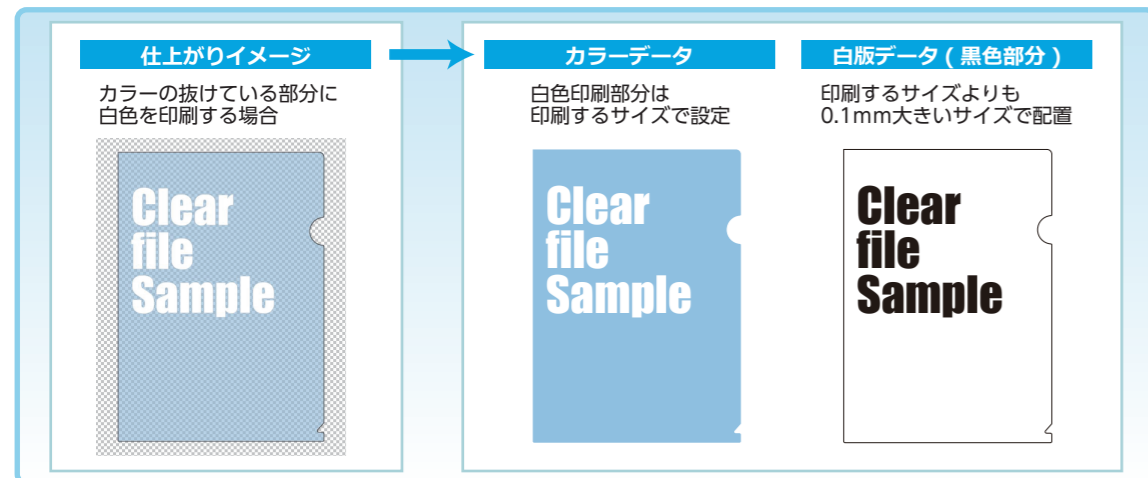 仕上がりイメージ
カラーの抜けている部分に
白色を印刷する場合
Clear
file
Sample
カラーデータ
白色印刷部分は
印刷するサイズで設定
Clear
file
Sample
白版データ ( 黒色部分 )
印刷するサイズよりも
0.1mm大きいサイズで配置
Clear
file
Sample